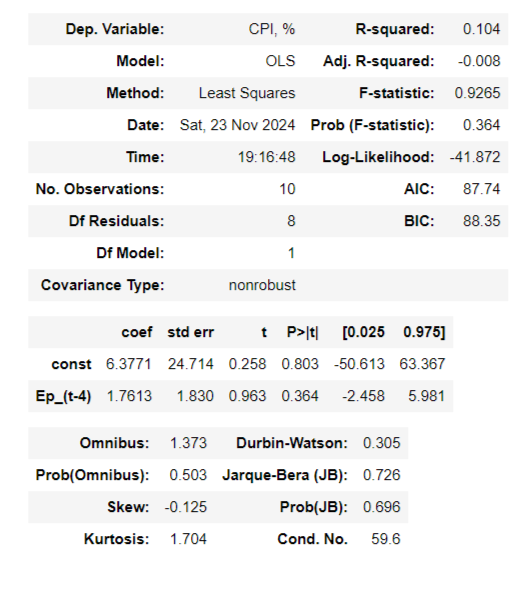 Dep. Variable: CPI, % R-squared: 0.104
Model: OLS Adj. R-squared: -0.008
Method: Least Squares F-statistic: 0.9265
Date: Sat, 23 Nov 2024 Prob (F-statistic): 0.364
Time: 19:16:48 Log-Likelihood: -41.872
No. Observations: 10 AIC: 87.74
Df Residuals: 8 BIC: 88.35
Df Model: 1
Covariance Type: nonrobust
coef std err t P>|t| [0.025 0.975]
const 6.3771 24.714 0.258 0.803 -50.613 63.367
Ep_(t-4) 1.7613 1.830 0.963 0.364 -2.458 5.981
Omnibus: 1.373 Durbin-Watson: 0.305
Prob(Omnibus): 0.503 Jarque-Bera (JB): 0.726
Skew: -0.125 Prob(JB): 0.696
Kurtosis: 1.704 Cond. No. 59.6